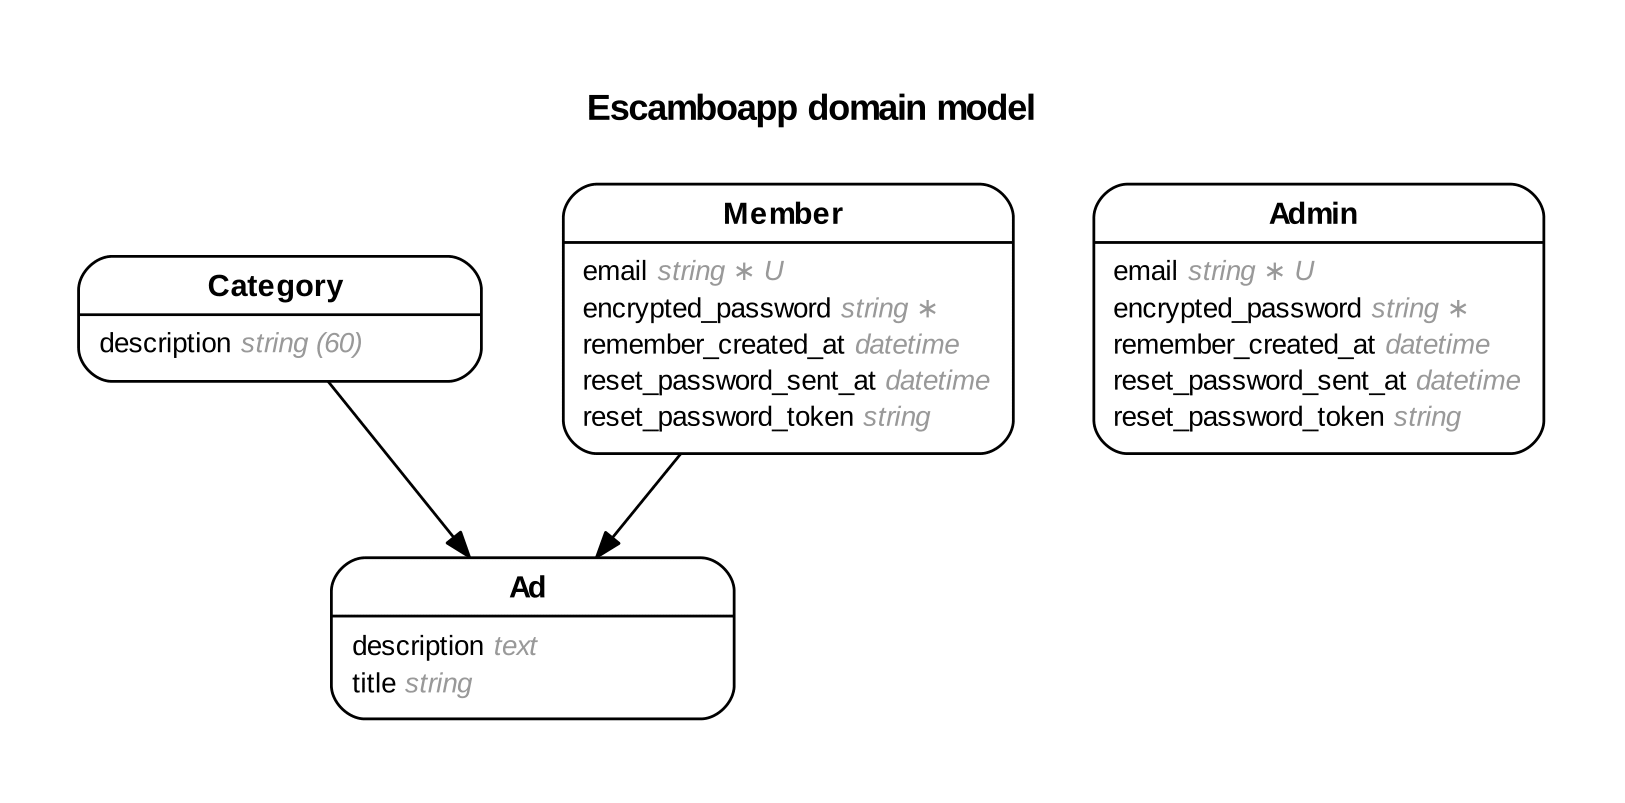 Escamboapp domain model
Category
description string (60)
Member
email string ∗ U
encrypted_password string ∗
remember_created_at datetime
reset_password_sent_at datetime
reset_password_token string
Admin
email string ∗ U
encrypted_password string ∗
remember_created_at datetime
reset_password_sent_at datetime
reset_password_token string
Ad
description text
title string